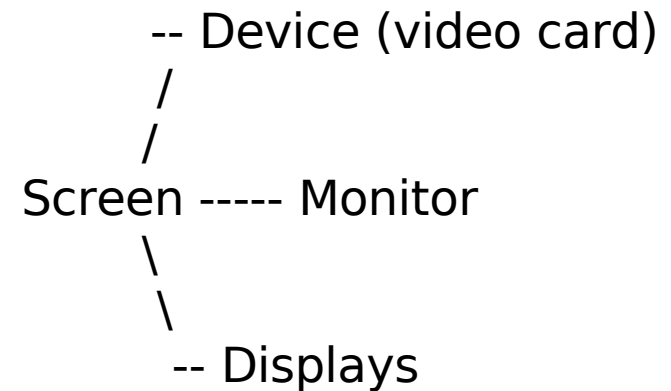 -- Device (video card)
/
/
Screen ----- Monitor
\
\
-- Displays